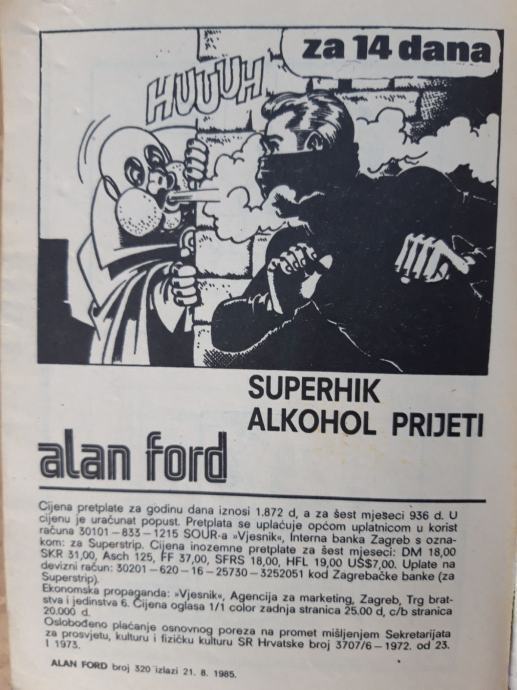 za 14 dana
HUUUH
SUPERHIK
ALKOHOL PRIJETI
alan ford
Cijena pretplate za godinu dana iznosi 1.872 d, a za šest mjeseci 936 d. U
cijenu je uračunat popust. Pretplata se uplaćuje općom uplatnicom u korist
računa 30101—833—1215 SOUR-a »Vjesnik«, Interna banka Zagreb s ozna-
kom: za Superstrip. Cijena inozemne pretplate za šest mjeseci: DM 18,00
SKR 31,00, Asch 125, FF 37,00, SFRS 18,00, HFL 19,00 US$7,00. Uplate na
devizni račun: 30201—620—16—25730—3252051 kod Zagrebačke banke (za
Superstrip).
Ekonomska propaganda: »Vjesnik«, Agencija za marketing, Zagreb, Trg brat-
stva i jedinstva 6. Cijena oglasa 1/1 color zadnja stranica 25.00 d, c/b stranica
20.000 d.
Oslobođeno plaćanje osnovnog poreza na promet mišljenjem Sekretarijata
za prosvjetu, kulturu i fizičku kulturu SR Hrvatske broj 3707/6—1972. od 23.
I 1973.
ALAN FORD broj 320 izlazi 21. 8. 1985.